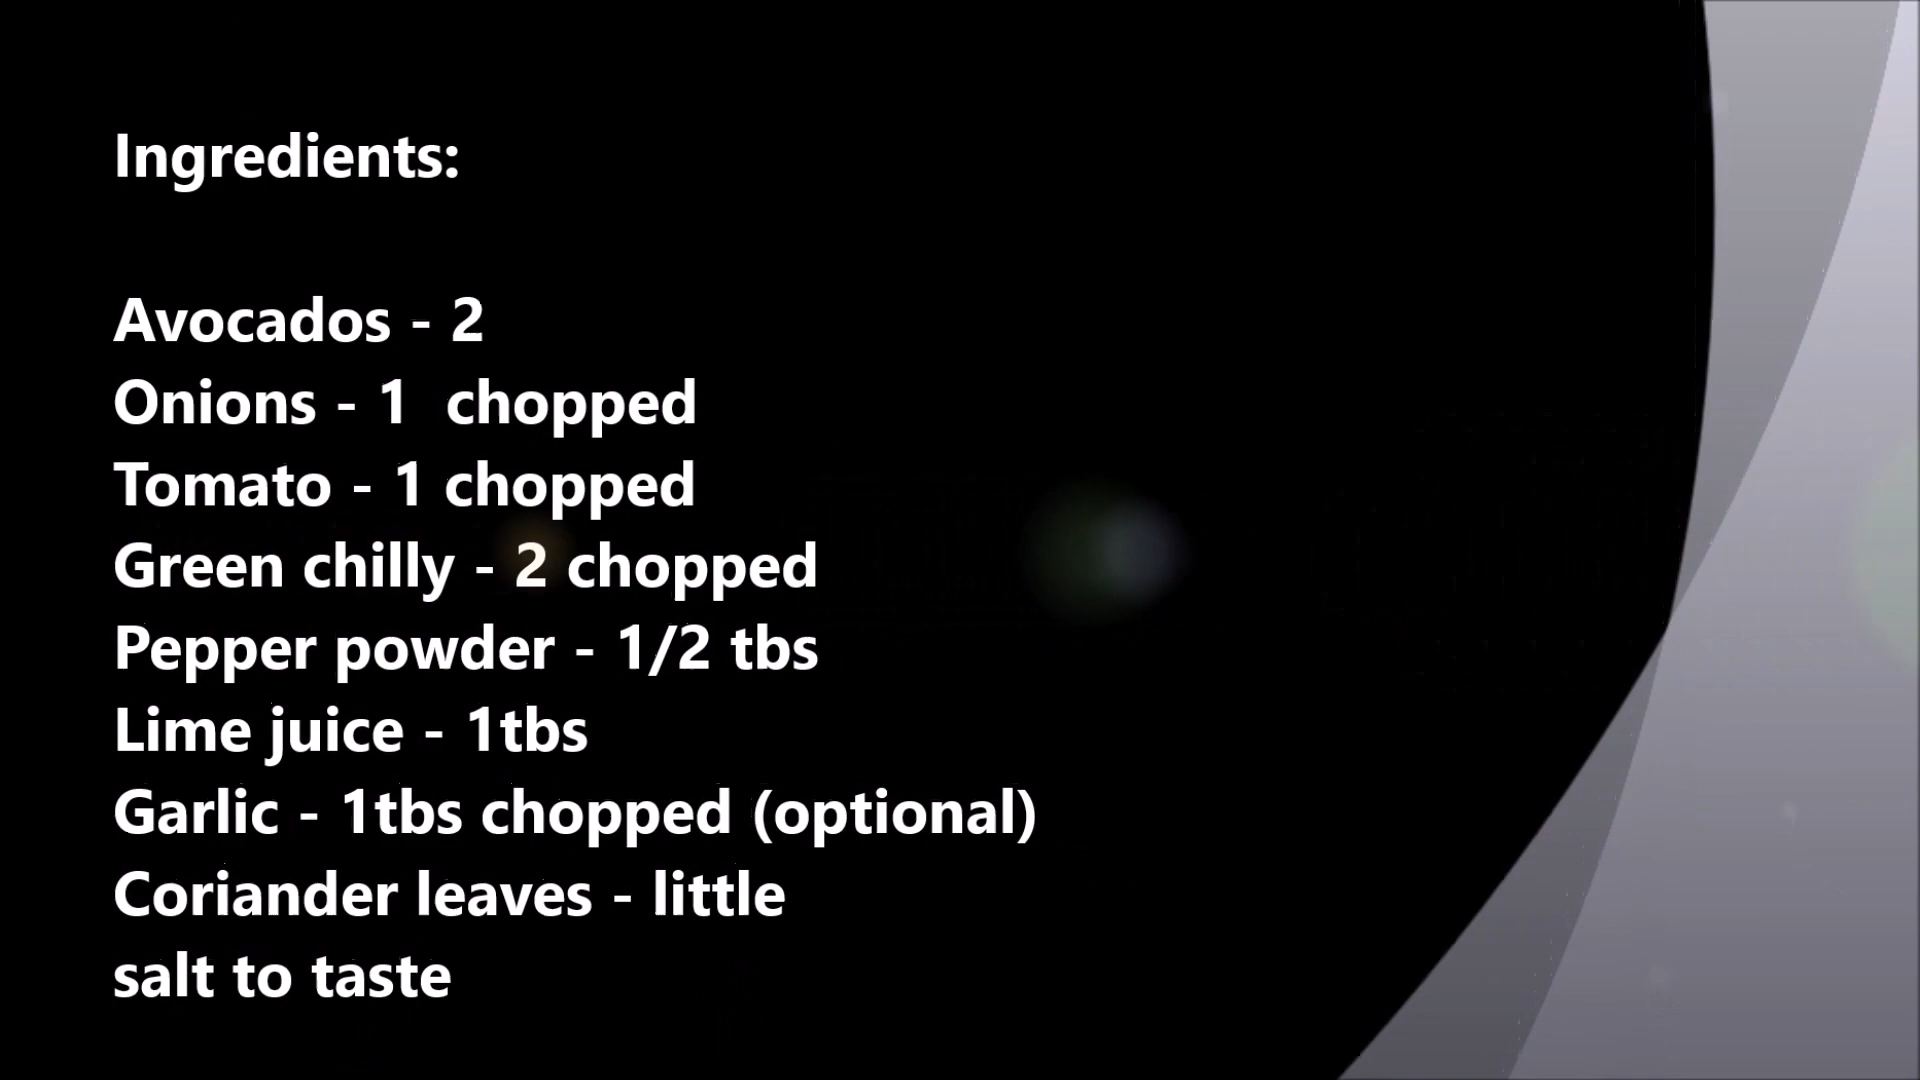 Ingredients:
Avocados - 2
Onions - 1  chopped
Tomato - 1 chopped
Green chilly - 2 chopped
Pepper powder - 1/2 tbs
Lime juice - 1tbs
Garlic - 1tbs chopped (optional)
Coriander leaves - little
salt to taste